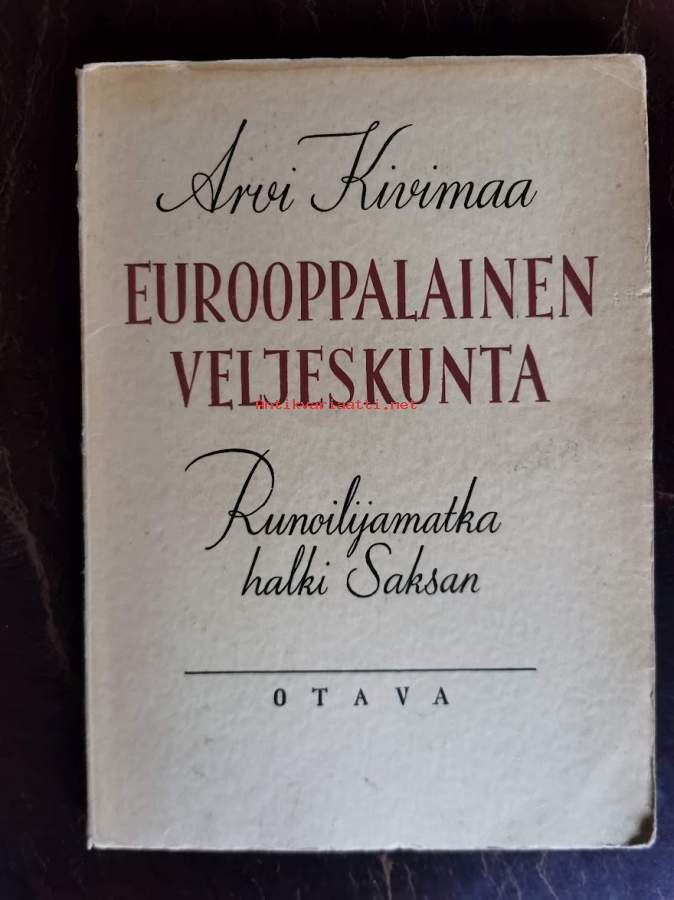 Arvi Kivimaa
EUROOPPALAINEN
VELJESKUNTA
Antikvariaatti.net
Runoilijamatka
halki Saksan
OTAVA